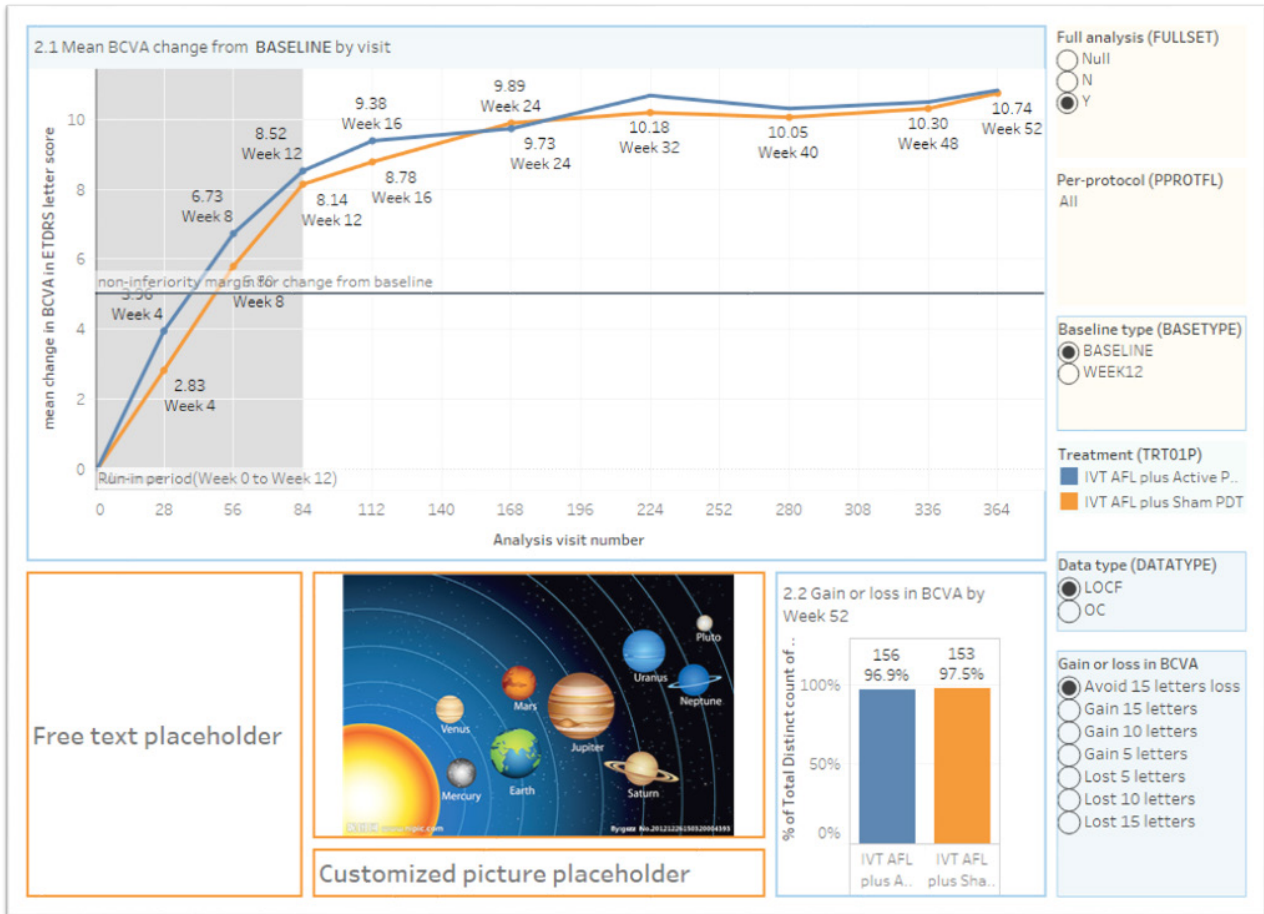 2.1 Mean BCVA change from BASELINE by visit
mean change in BCVA in ETDRS letter score
10
8
6
4
2
0
9.89
Week 24
9.38
Week 16
8.52
Week 12
9.73
Week 24
10.18
Week 32
10.05
Week 40
10.30
Week 48
10.74
Week 52
6.73
Week 8
8.14
Week 12
8.78
Week 16
non-inferiority margin for change from baseline
3.96
Week 4
Week 8
2.83
Week 4
Run-in period(Week 0 to Week 12)
0 28 56 84 112 140 168 196 224 252 280 308 336 364
Analysis visit number
Full analysis (FULLSET)
Null
N
Y
Per-protocol (PPROTFL)
All
Baseline type (BASETYPE)
BASELINE
WEEK12
Treatment (TRT01P)
IVT AFL plus Active P..
IVT AFL plus Sham PDT
Data type (DATATYPE)
LOCF
OC
Gain or loss in BCVA
Avoid 15 letters loss
Gain 15 letters
Gain 10 letters
Gain 5 letters
Lost 5 letters
Lost 10 letters
Lost 15 letters
Free text placeholder
Pluto
Uranus
Neptune
Mars
Venus
Jupiter
Saturn
Earth
Mercury
Customized picture placeholder
2.2 Gain or loss in BCVA by
Week 52
% of Total Distinct count of ..
156
96.9%
153
97.5%
100%
50%
0%
IVT AFL
plus A..
IVT AFL
plus Sha..